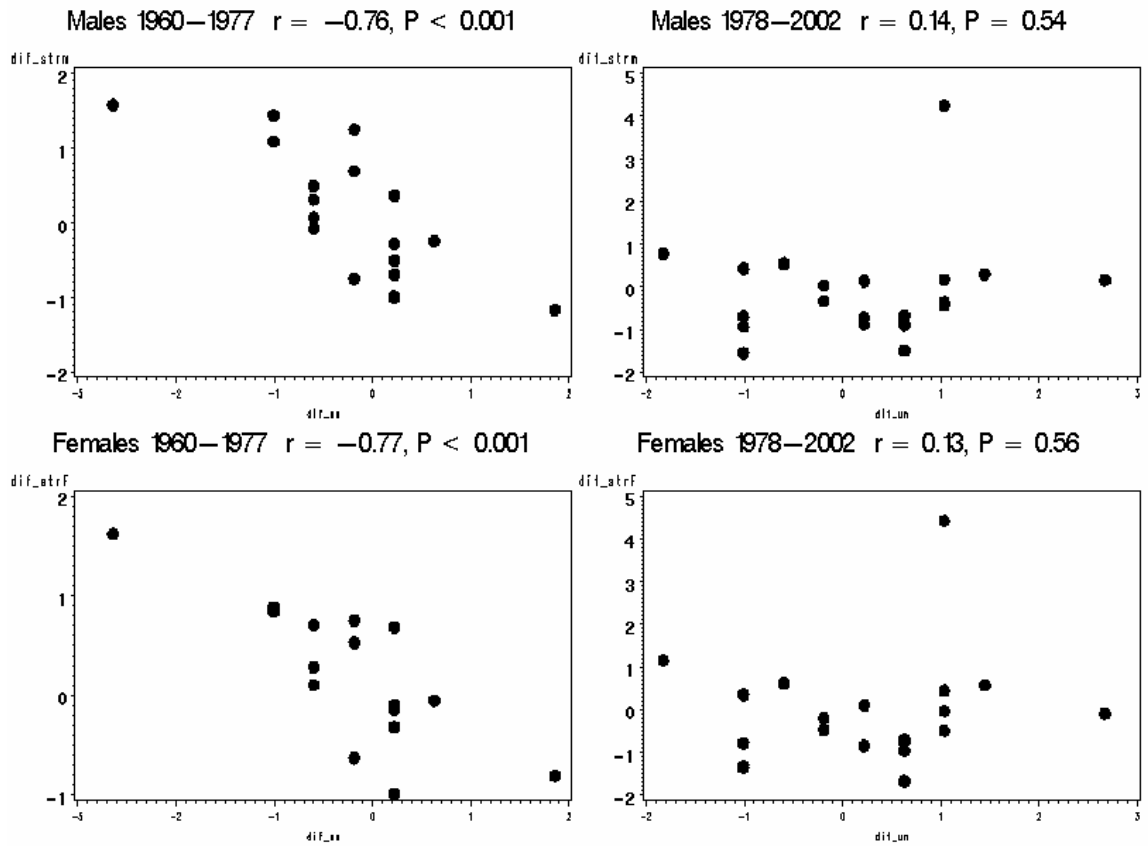 Males 1960–1977 r = −0.76, P < 0.001
dif_strm
2
1
0
-1
-2
-3 -2 -1 0 1 2
dif_un
Males 1978–2002 r = 0.14, P = 0.54
dif_strm
5
4
3
2
1
0
-1
-2
-2 -1 0 1 2 3
dif_un
Females 1960–1977 r = −0.77, P < 0.001
dif_strF
2
1
0
-1
-3 -2 -1 0 1 2
dif_un
Females 1978–2002 r = 0.13, P = 0.56
dif_strF
5
4
3
2
1
0
-1
-2
-2 -1 0 1 2 3
dif_un